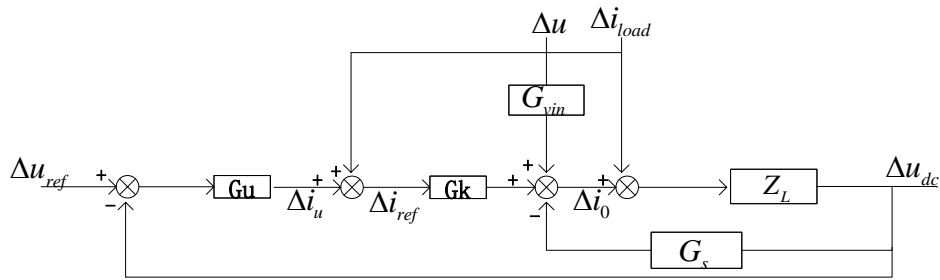 Δu Δi_load
G_vin
Δu_ref + - Gu Δi_u + + Δi_ref Gk + + - Δi_0 + Z_L Δu_dc
G_s